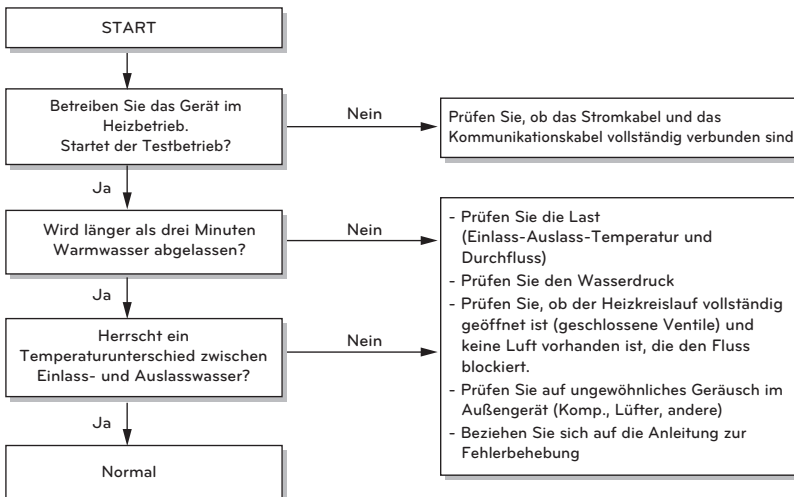 START
Betreiben Sie das Gerät im
Heizbetrieb.
Startet der Testbetrieb?
Nein
Prüfen Sie, ob das Stromkabel und das
Kommunikationskabel vollständig verbunden sind
Ja
Wird länger als drei Minuten
Warmwasser abgelassen?
Nein
- Prüfen Sie die Last
(Einlass-Auslass-Temperatur und
Durchfluss)
- Prüfen Sie den Wasserdruck
- Prüfen Sie, ob der Heizkreislauf vollständig
geöffnet ist (geschlossene Ventile) und
keine Luft vorhanden ist, die den Fluss
blockiert.
- Prüfen Sie auf ungewöhnliches Geräusch im
Außengerät (Komp., Lüfter, andere)
- Beziehen Sie sich auf die Anleitung zur
Fehlerbehebung
Ja
Herrscht ein
Temperaturunterschied zwischen
Einlass- und Auslasswasser?
Nein
Ja
Normal